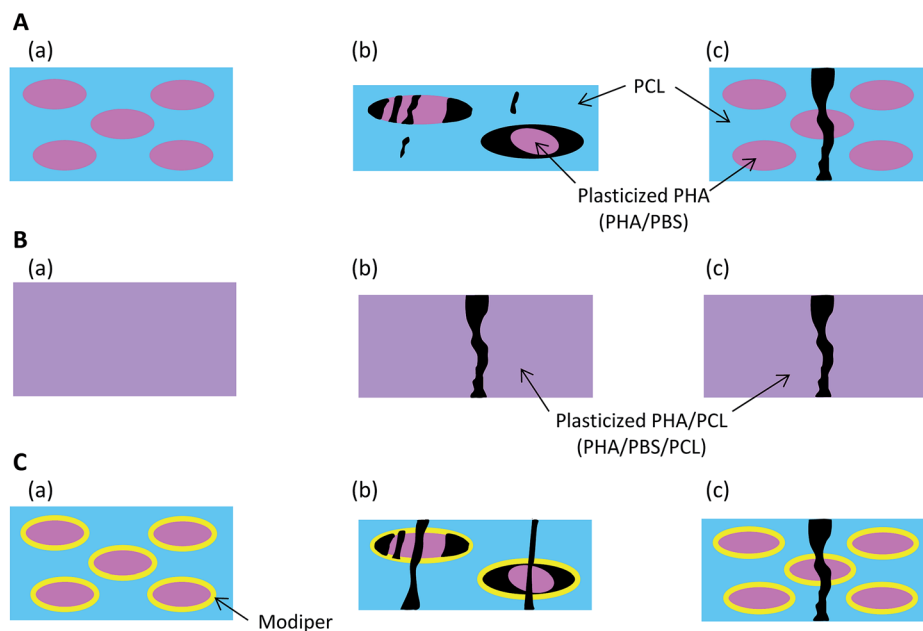 A
(a)
(b)
(c)
PCL
Plasticized PHA
(PHA/PBS)
B
(a)
(b)
(c)
Plasticized PHA/PCL
(PHA/PBS/PCL)
C
(a)
(b)
(c)
Modiper